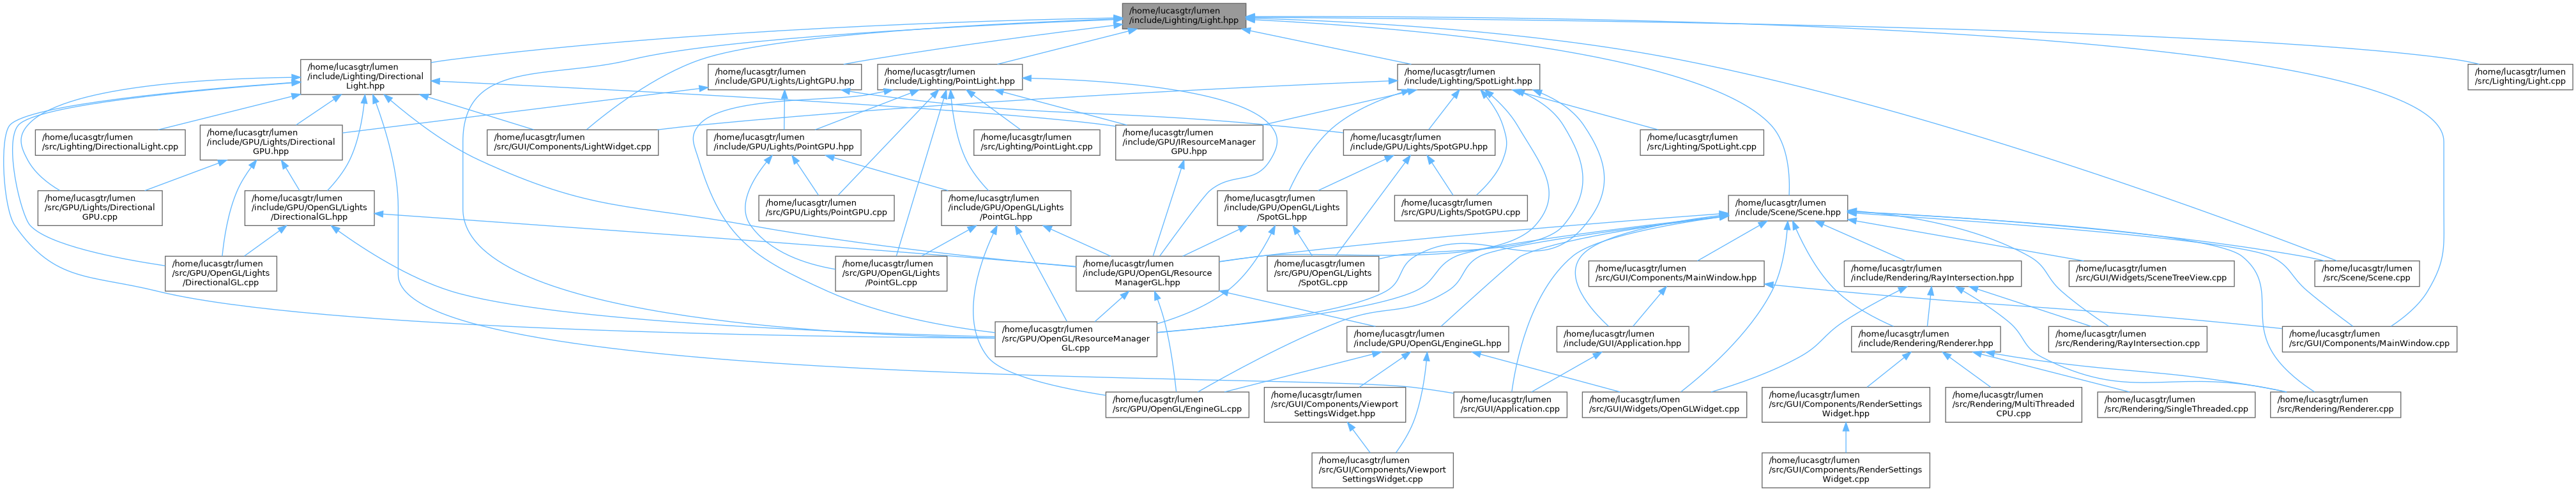 /home/lucasgtr/lumen
/include/Lighting/Light.hpp
/home/lucasgtr/lumen
/include/Lighting/Directional
Light.hpp
/home/lucasgtr/lumen
/include/GPU/Lights/LightGPU.hpp
/home/lucasgtr/lumen
/include/Lighting/PointLight.hpp
/home/lucasgtr/lumen
/include/Lighting/SpotLight.hpp
/home/lucasgtr/lumen
/src/Lighting/Light.cpp
/home/lucasgtr/lumen
/src/Lighting/DirectionalLight.cpp
/home/lucasgtr/lumen
/include/GPU/Lights/Directional
GPU.hpp
/home/lucasgtr/lumen
/src/GUI/Components/LightWidget.cpp
/home/lucasgtr/lumen
/include/GPU/Lights/PointGPU.hpp
/home/lucasgtr/lumen
/src/Lighting/PointLight.cpp
/home/lucasgtr/lumen
/include/GPU/IResourceManager
GPU.hpp
/home/lucasgtr/lumen
/include/GPU/Lights/SpotGPU.hpp
/home/lucasgtr/lumen
/src/Lighting/SpotLight.cpp
/home/lucasgtr/lumen
/src/GPU/Lights/Directional
GPU.cpp
/home/lucasgtr/lumen
/include/GPU/OpenGL/Lights
/DirectionalGL.hpp
/home/lucasgtr/lumen
/src/GPU/Lights/PointGPU.cpp
/home/lucasgtr/lumen
/include/GPU/OpenGL/Lights
/PointGL.hpp
/home/lucasgtr/lumen
/include/GPU/OpenGL/Lights
/SpotGL.hpp
/home/lucasgtr/lumen
/src/GPU/Lights/SpotGPU.cpp
/home/lucasgtr/lumen
/include/Scene/Scene.hpp
/home/lucasgtr/lumen
/src/GPU/OpenGL/Lights
/DirectionalGL.cpp
/home/lucasgtr/lumen
/src/GPU/OpenGL/Lights
/PointGL.cpp
/home/lucasgtr/lumen
/include/GPU/OpenGL/Resource
ManagerGL.hpp
/home/lucasgtr/lumen
/src/GPU/OpenGL/Lights
/SpotGL.cpp
/home/lucasgtr/lumen
/src/GUI/Components/MainWindow.hpp
/home/lucasgtr/lumen
/include/Rendering/RayIntersection.hpp
/home/lucasgtr/lumen
/src/GUI/Widgets/SceneTreeView.cpp
/home/lucasgtr/lumen
/src/Scene/Scene.cpp
/home/lucasgtr/lumen
/src/GPU/OpenGL/ResourceManager
GL.cpp
/home/lucasgtr/lumen
/include/GPU/OpenGL/EngineGL.hpp
/home/lucasgtr/lumen
/include/GUI/Application.hpp
/home/lucasgtr/lumen
/include/Rendering/Renderer.hpp
/home/lucasgtr/lumen
/src/Rendering/RayIntersection.cpp
/home/lucasgtr/lumen
/src/GUI/Components/MainWindow.cpp
/home/lucasgtr/lumen
/src/GPU/OpenGL/EngineGL.cpp
/home/lucasgtr/lumen
/src/GUI/Components/Viewport
SettingsWidget.hpp
/home/lucasgtr/lumen
/src/GUI/Application.cpp
/home/lucasgtr/lumen
/src/GUI/Widgets/OpenGLWidget.cpp
/home/lucasgtr/lumen
/src/GUI/Components/RenderSettings
Widget.hpp
/home/lucasgtr/lumen
/src/Rendering/MultiThreaded
CPU.cpp
/home/lucasgtr/lumen
/src/Rendering/SingleThreaded.cpp
/home/lucasgtr/lumen
/src/Rendering/Renderer.cpp
/home/lucasgtr/lumen
/src/GUI/Components/Viewport
SettingsWidget.cpp
/home/lucasgtr/lumen
/src/GUI/Components/RenderSettings
Widget.cpp